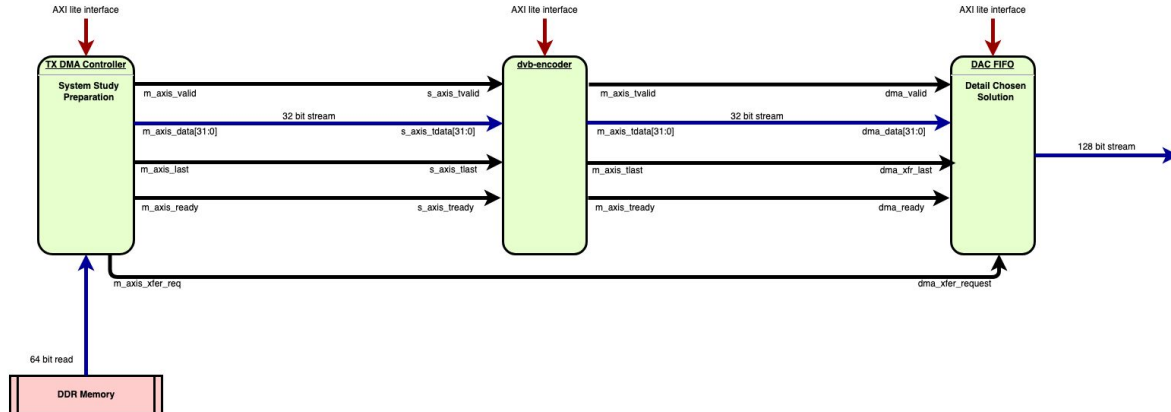 AXI lite interface
AXI lite interface
AXI lite interface
TX DMA Controller
dvb-encoder
DAC FIFO
System Study
Preparation
Detail Chosen
Solution
m_axis_valid
s_axis_tvalid
m_axis_tvalid
dma_valid
32 bit stream
32 bit stream
m_axis_data[31:0]
s_axis_tdata[31:0]
m_axis_tdata[31:0]
dma_data[31:0]
128 bit stream
m_axis_last
s_axis_tlast
m_axis_tlast
dma_xfr_last
m_axis_ready
s_axis_tready
m_axis_tready
dma_ready
m_axis_xfer_req
dma_xfer_request
64 bit read
DDR Memory